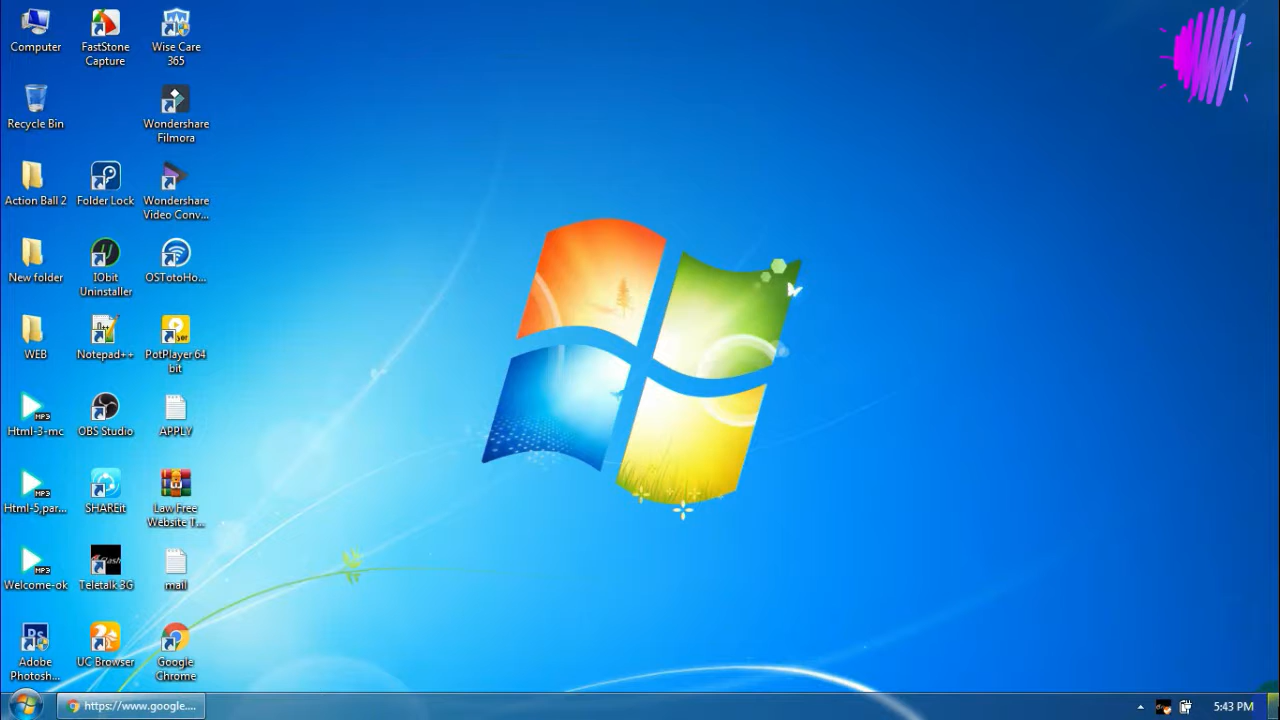 Computer
FastStone
Capture
Wise Care
365
Recycle Bin
Wondershare
Filmora
Action Ball 2
Folder Lock
Wondershare
Video Conv...
New folder
IObit
Uninstaller
OSTotoHo...
WEB
Notepad++
PotPlayer 64
bit
Html-3-mc
OBS Studio
APPLY
Html-5,par...
SHAREit
Law Free
Website T...
Welcome-ok
Teletalk 3G
mail
Adobe
Photosh...
UC Browser
Google
Chrome
https://www.google....
5:43 PM